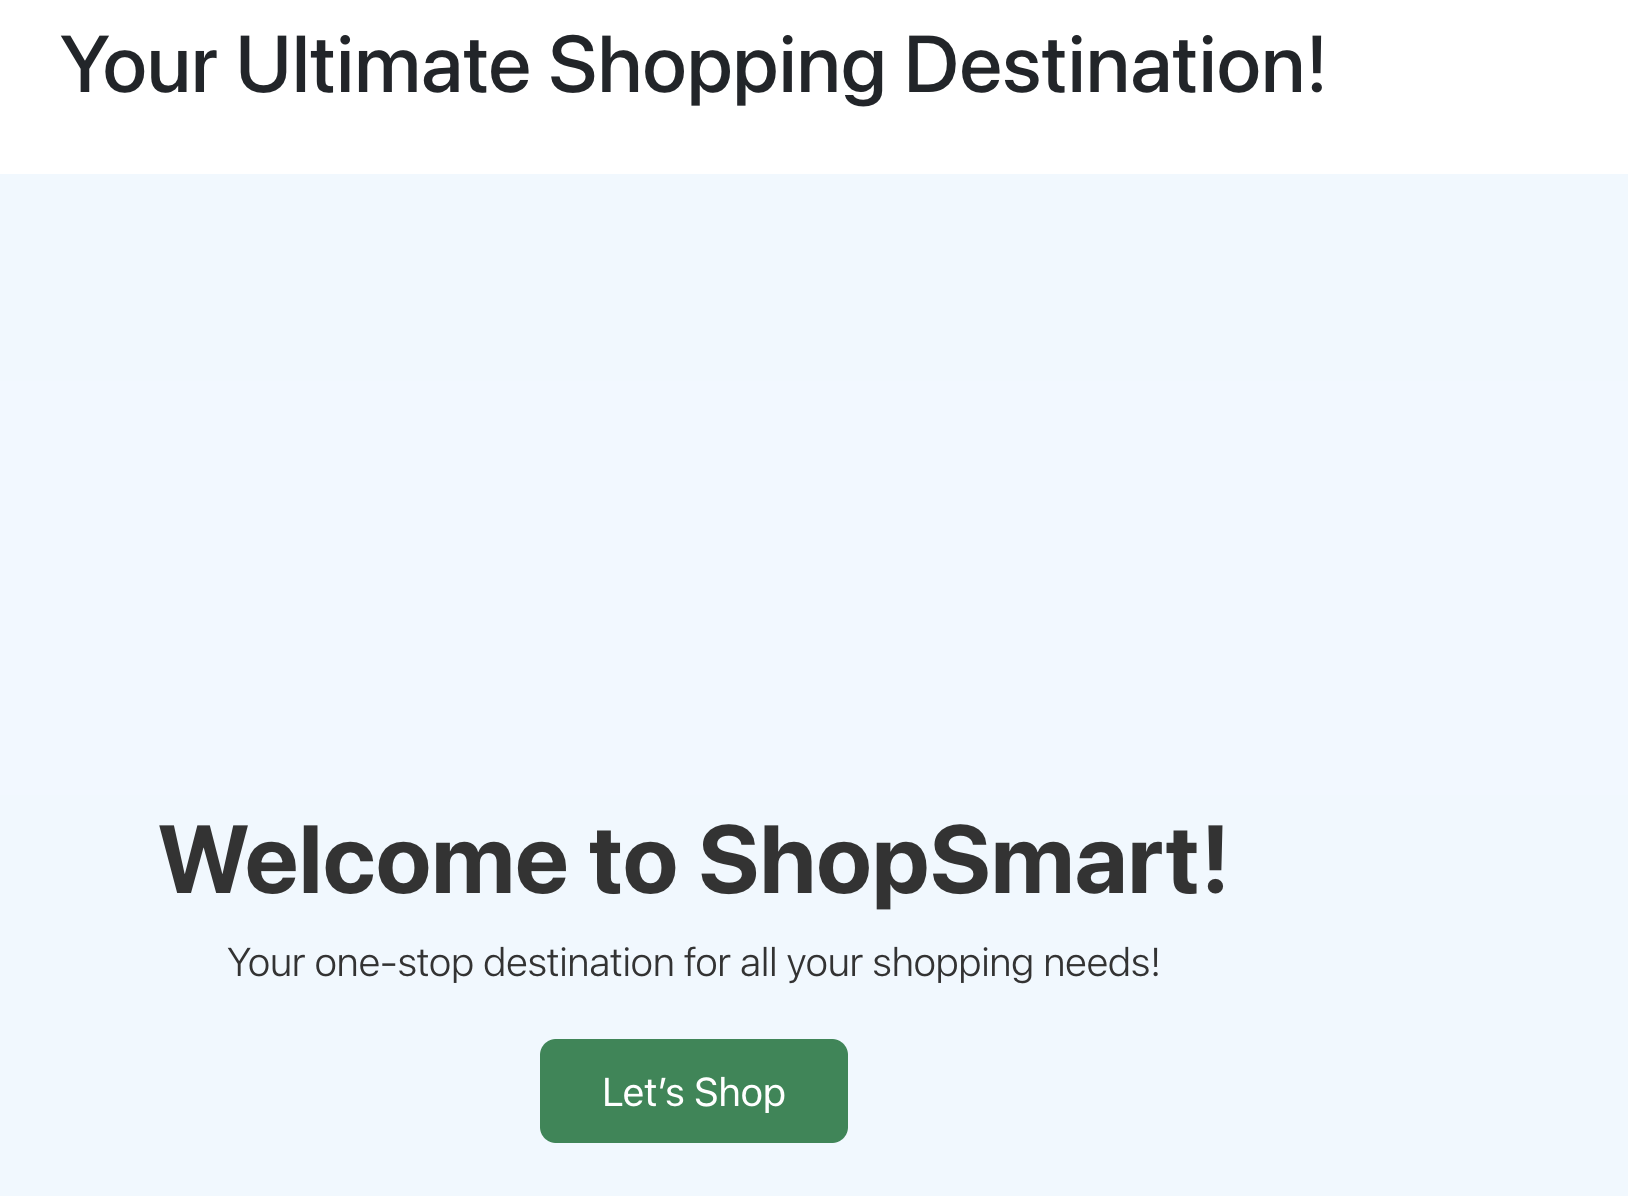 Your Ultimate Shopping Destination!
Welcome to ShopSmart!
Your one-stop destination for all your shopping needs!
Let’s Shop